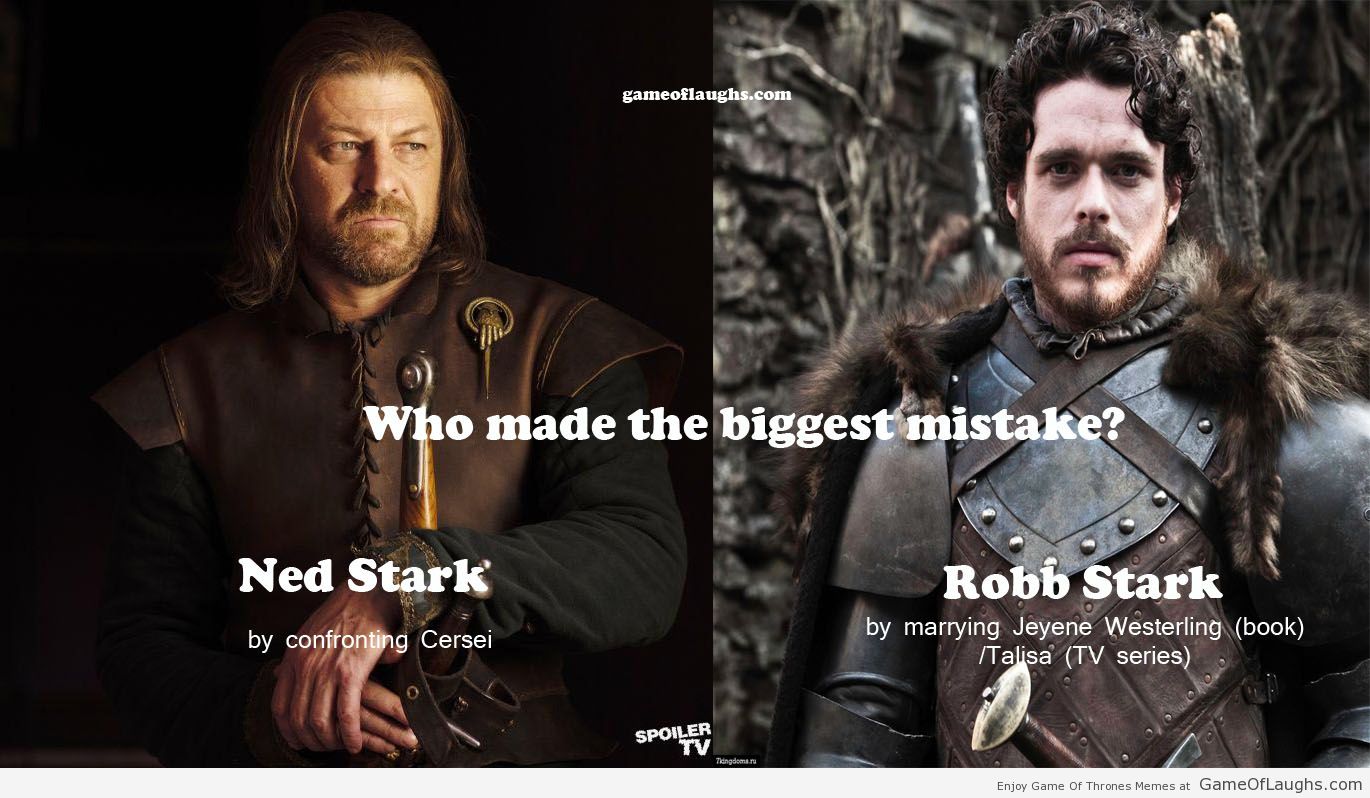 gameoflaughs.com
Who made the biggest mistake?
Ned Stark
by confronting Cersei
Robb Stark
by marrying Jeyene Westerling (book)
/Talisa (TV series)
SPOILER
TV
7kingdoms.ru
Enjoy Game Of Thrones Memes at GameOfLaughs.com